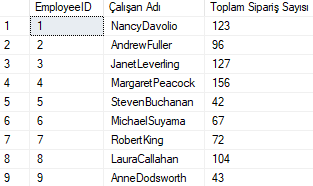 EmployeeID Çalışan Adı Toplam Sipariş Sayısı
1 1 NancyDavolio 123
2 2 AndrewFuller 96
3 3 JanetLeverling 127
4 4 MargaretPeacock 156
5 5 StevenBuchanan 42
6 6 MichaelSuyama 67
7 7 RobertKing 72
8 8 LauraCallahan 104
9 9 AnneDodsworth 43